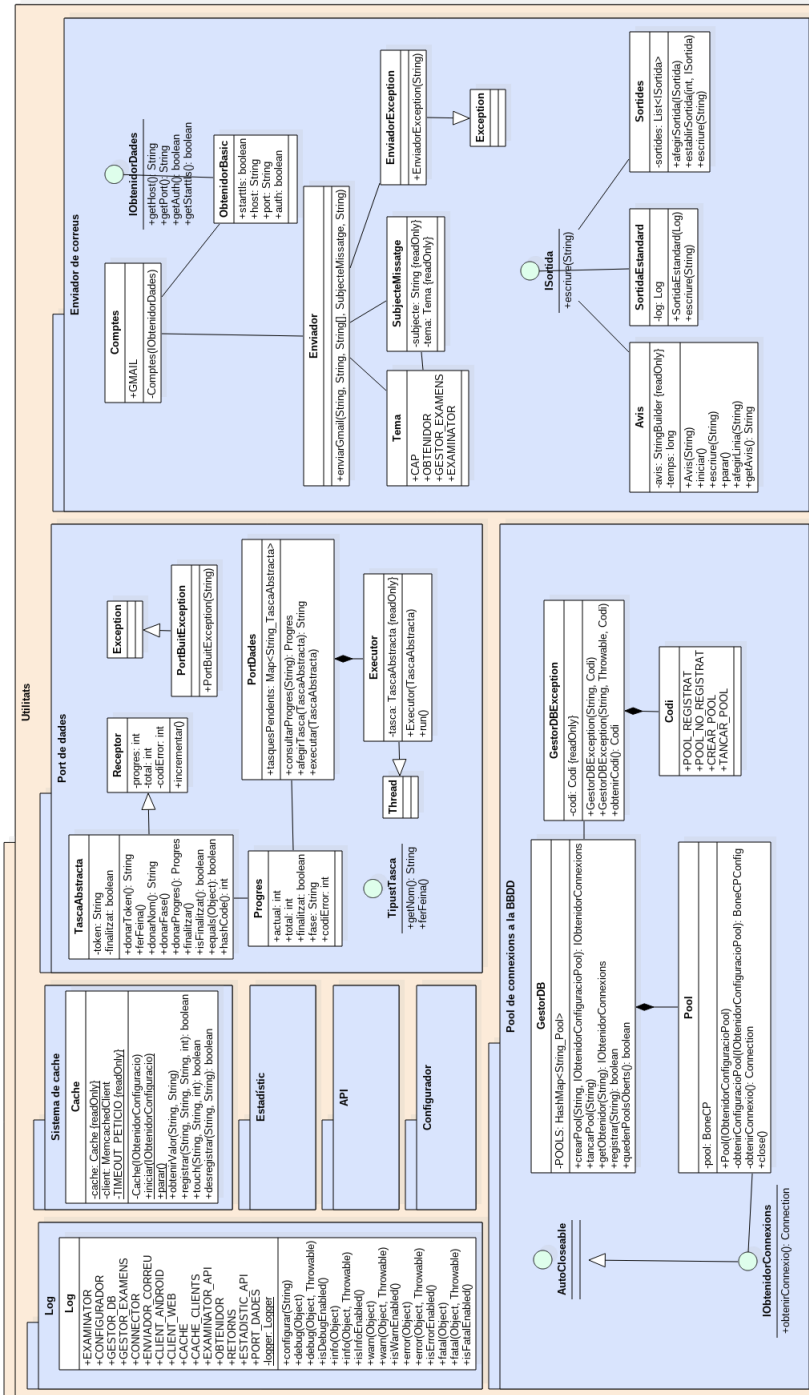 Utilitats
Log
Log
+EXAMINATOR
+CONFIGURADOR
+GESTOR_DB
+GESTOR_EXAMENS
+CONNECTOR
+ENVIADOR_CORREU
+CLIENT_ANDROID
+CLIENT_WEB
+CACHE
+CACHE_CLIENTS
+EXAMINATOR_API
+OBTENIDOR
+RETORNS
+ESTADISTIC_API
+PORT_DADES
-logger: Logger
+configurar(String)
+debug(Object)
+debug(Object, Throwable)
+isDebugEnabled()
+info(Object)
+info(Object, Throwable)
+isInfoEnabled()
+warn(Object)
+warn(Object, Throwable)
+isWarnEnabled()
+error(Object)
+error(Object, Throwable)
+isErrorEnabled()
+fatal(Object)
+fatal(Object, Throwable)
+isFatalEnabled()
Sistema de cache
Cache
-cache: Cache {readOnly}
-client: MemcachedClient
-TIMEOUT_PETICIO {readOnly}
-Cache(IObtenidorConfiguracio)
+iniciar(IObtenidorConfiguracio)
+parar()
+obtenirValor(String, String)
+registrar(String, String, String, int): boolean
+touch(String, String, int): boolean
+desregistrar(String, String): boolean
Estadístic
API
Configurador
Port de dades
TascaAbstracta
-token: String
-finalitzat: boolean
+donarToken(): String
+ferFeina()
+donarNom(): String
+donarFase()
+donarProgres(): Progres
+finalitzar()
+isFinalitzat(): boolean
+equals(Object): boolean
+hashCode(): int
Receptor
-progres: int
-total: int
-codiError: int
+incrementar()
Exception
PortBuitException
+PortBuitException(String)
Progres
+actual: int
+total: int
+finalitzat: boolean
+fase: String
+codiError: int
PortDades
+tasquesPendents: Map<String_TascaAbstracta>
+consultarProgres(String): Progres
+afegirTasca(TascaAbstracta): String
+executar(TascaAbstracta)
TipustTasca
+getNom(): String
+ferFeina()
Thread
Executor
-tasca: TascaAbstracta {readOnly}
+Executor(TascaAbstracta)
+run()
Enviador de correus
Comptes
+GMAIL
-Comptes(IObtenidorDades)
IObtenidorDades
+getHost(): String
+getPort(): String
+getAuth(): boolean
+getStarttls(): boolean
ObtenidorBasic
+starttls: boolean
+host: String
+port: String
+auth: boolean
Enviador
+enviarGmail(String, String, String[], SubjecteMissatge, String)
Tema
+CAP
+OBTENIDOR
+GESTOR_EXAMENS
+EXAMINATOR
SubjecteMissatge
-subjecte: String {readOnly}
-tema: Tema {readOnly}
EnviadorException
+EnviadorException(String)
Exception
ISortida
+escriure(String)
Avis
-avis: StringBuilder {readOnly}
-temps: long
+Avis(String)
+iniciar()
+escriure(String)
+parar()
+afegirLinia(String)
+getAvis(): String
SortidaEstandard
-log: Log
+SortidaEstandard(Log)
+escriure(String)
Sortides
-sortides: List<ISortida>
+afegirSortida(ISortida)
+establirSortida(int, ISortida)
+escriure(String)
Pool de connexions a la BBDD
AutoCloseable
IObtenidorConnexions
+obtenirConnexio(): Connection
GestorDB
-POOLS: HashMap<String_Pool>
+crearPool(String, IObtenidorConfiguracioPool): IObtenidorConnexions
+tancarPool(String)
+getObtenidor(String): IObtenidorConnexions
+registrar(String): boolean
+quedenPoolsOberts(): boolean
Pool
-pool: BoneCP
+Pool(IObtenidorConfiguracioPool)
-obtenirConfiguracioPool(IObtenidorConfiguracioPool): BoneCPConfig
+obtenirConnexio(): Connection
+close()
GestorDBException
-codi: Codi {readOnly}
+GestorDBException(String, Codi)
+GestorDBException(String, Throwable, Codi)
+obtenirCodi(): Codi
Codi
+POOL_REGISTRAT
+POOL_NO_REGISTRAT
+CREAR_POOL
+TANCAR_POOL